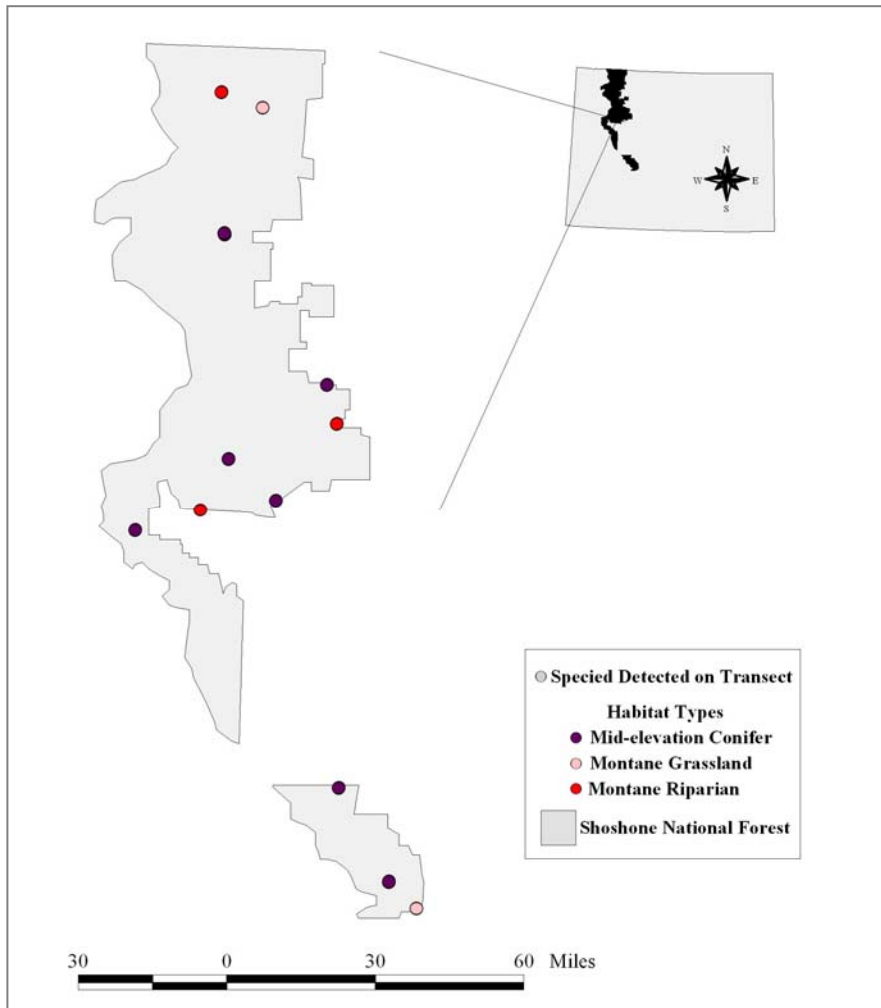 N
W E
S
Specied Detected on Transect
Habitat Types
Mid-elevation Conifer
Montane Grassland
Montane Riparian
Shoshone National Forest
30 0 30 60 Miles